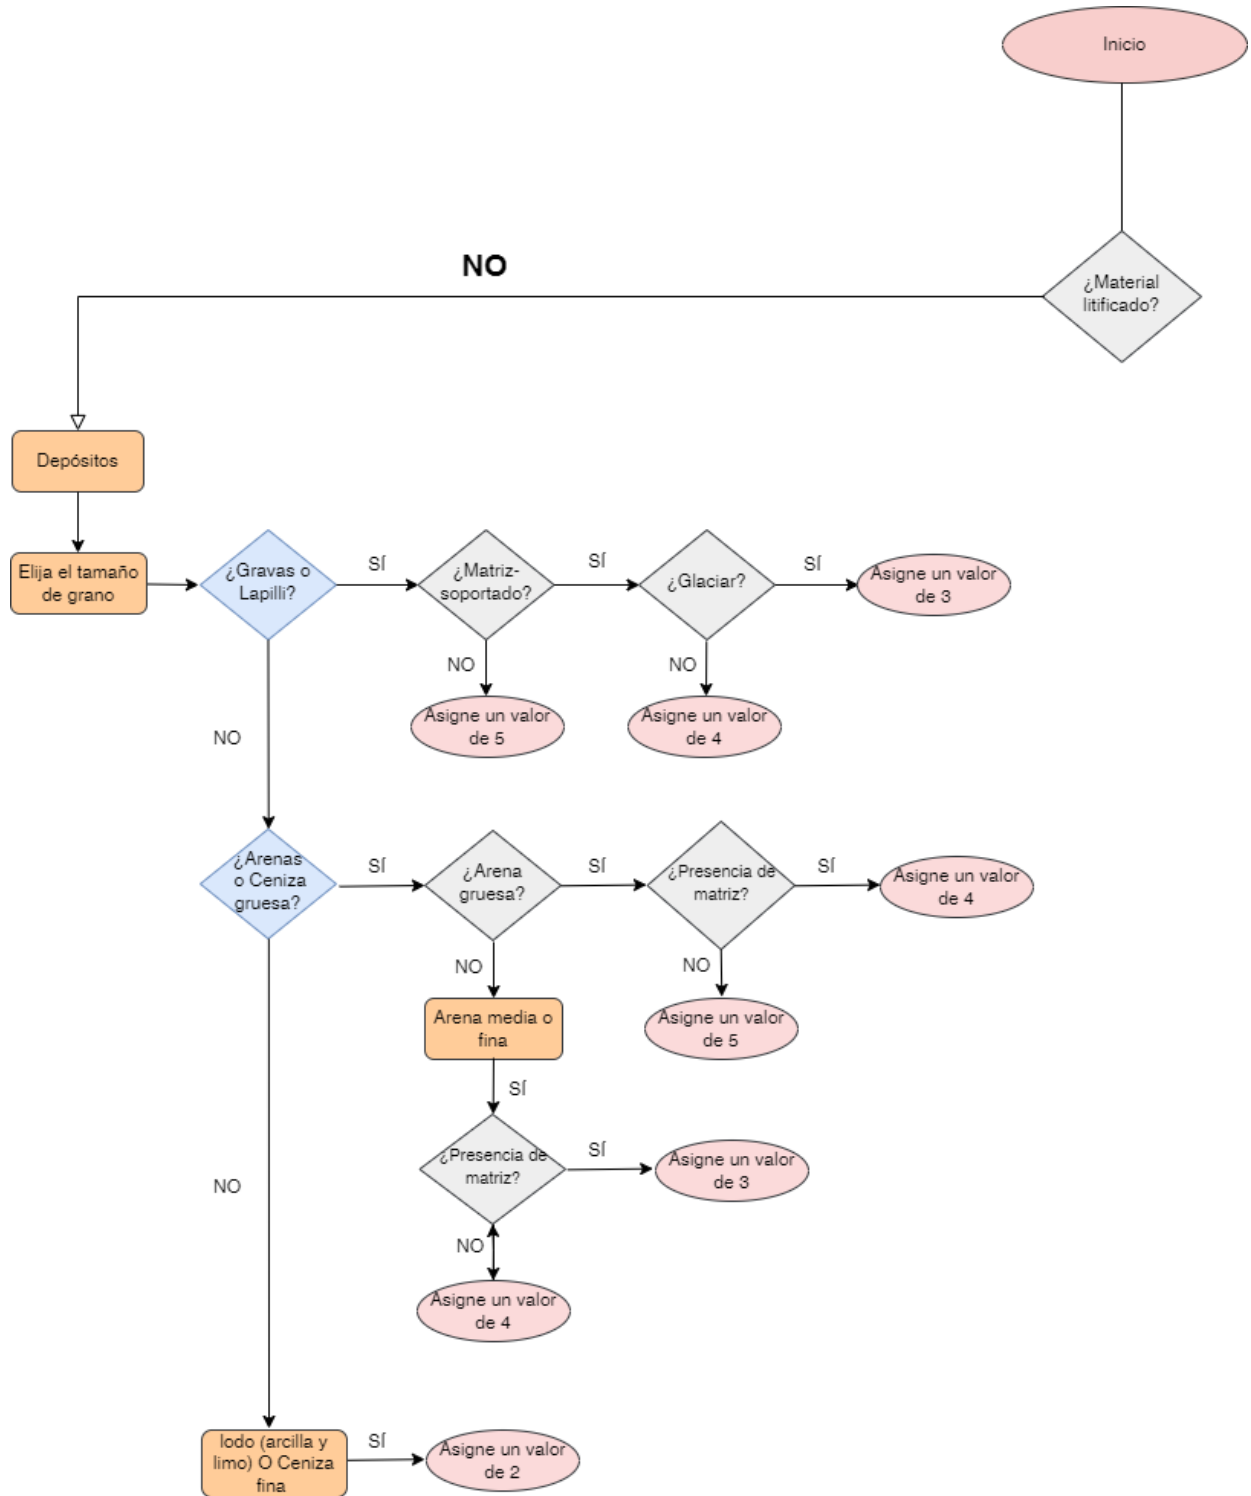 Inicio
NO
¿Material
litificado?
Depósitos
Elija el tamaño
de grano
¿Gravas o
Lapilli?
SÍ
¿Matriz-
soportado?
SÍ
¿Glaciar?
SÍ
Asigne un valor
de 3
NO
Asigne un valor
de 5
NO
Asigne un valor
de 4
NO
¿Arenas
o Ceniza
gruesa?
SÍ
¿Arena
gruesa?
SÍ
¿Presencia de
matriz?
SÍ
Asigne un valor
de 4
NO
Arena media o
fina
NO
Asigne un valor
de 5
SÍ
¿Presencia de
matriz?
SÍ
Asigne un valor
de 3
NO
Asigne un valor
de 4
NO
lodo (arcilla y
limo) O Ceniza
fina
SÍ
Asigne un valor
de 2